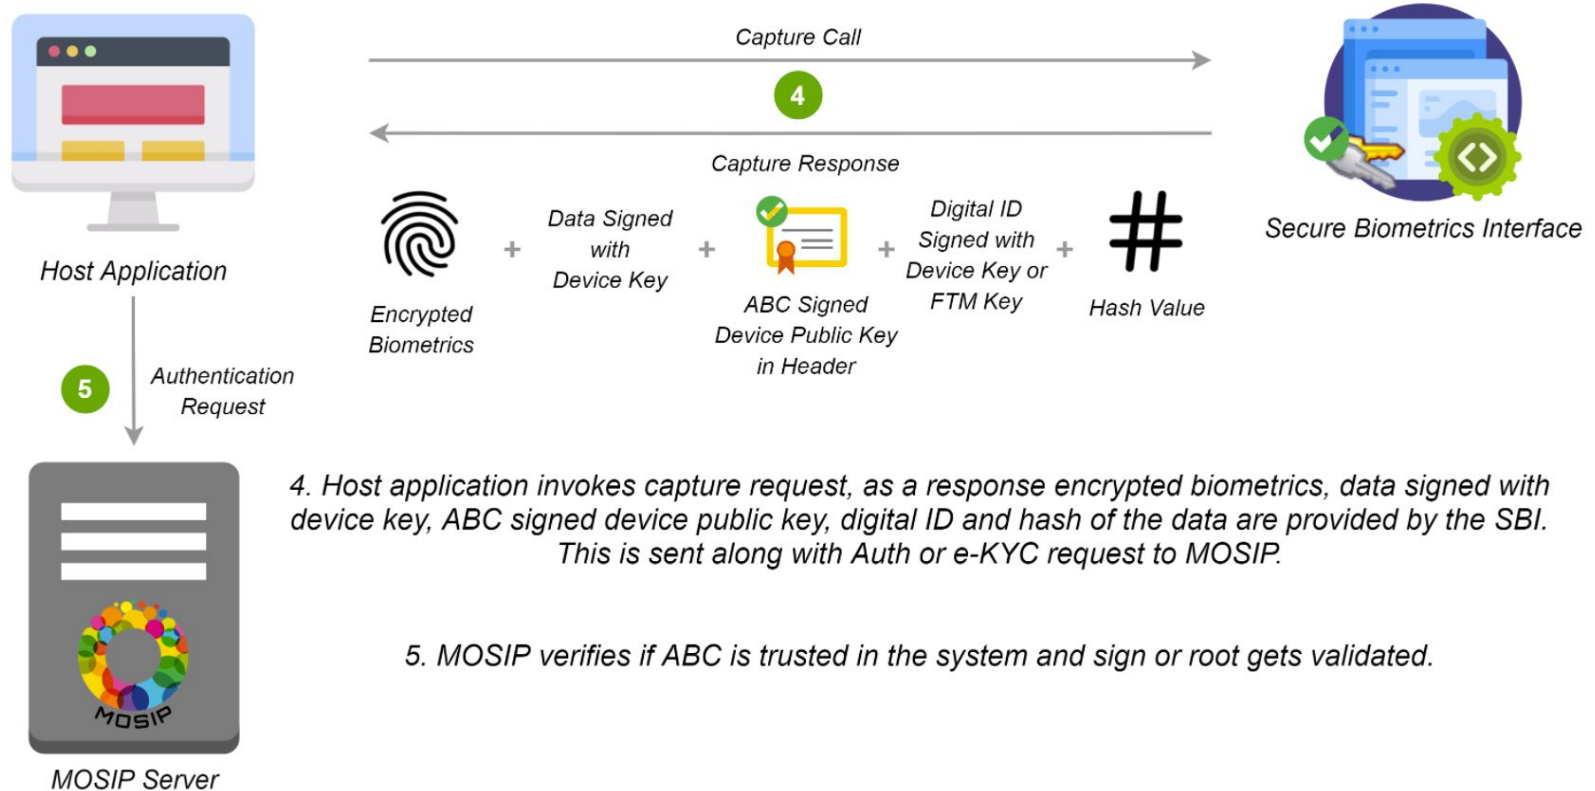 Capture Call
4
Capture Response
Host Application
Secure Biometrics Interface
Encrypted
Biometrics
+
Data Signed
with
Device Key
+
ABC Signed
Device Public Key
in Header
+
Digital ID
Signed with
Device Key or
FTM Key
+
Hash Value
5
Authentication
Request
4. Host application invokes capture request, as a response encrypted biometrics, data signed with
device key, ABC signed device public key, digital ID and hash of the data are provided by the SBI.
This is sent along with Auth or e-KYC request to MOSIP.
5. MOSIP verifies if ABC is trusted in the system and sign or root gets validated.
MOSIP
MOSIP Server